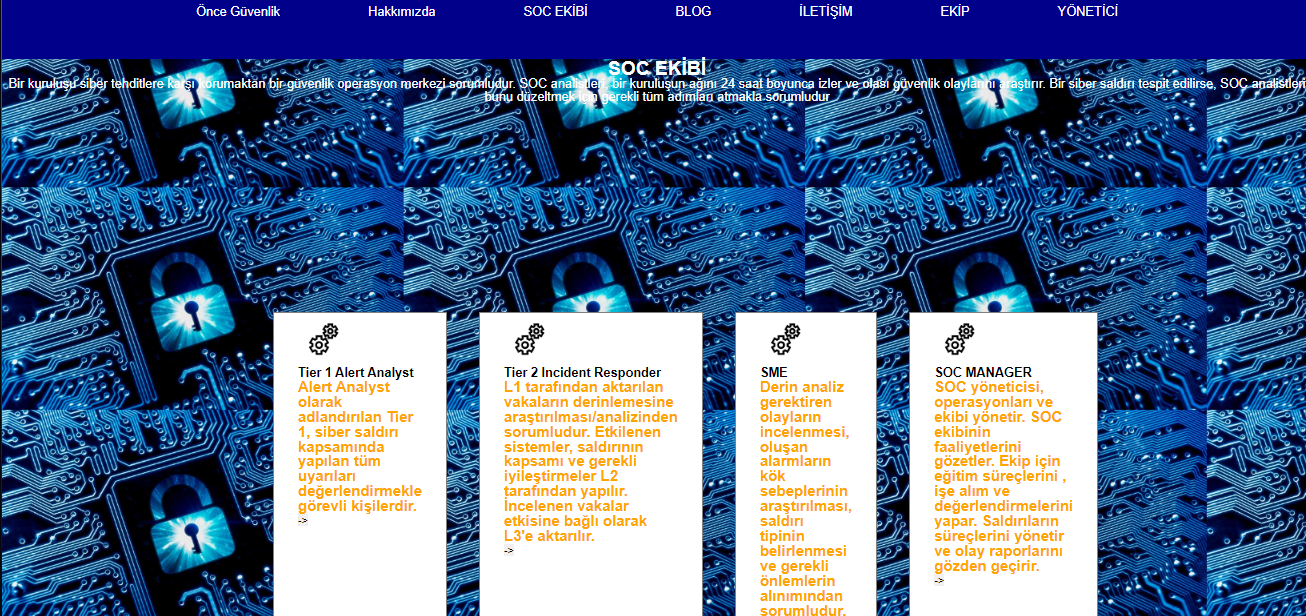 Önce Güvenlik Hakkımızda SOC EKİBİ BLOG İLETİŞİM EKİP YÖNETİCİ
SOC EKİBİ
Bir kuruluşu siber tehditlere karşı korumaktan bir güvenlik operasyon merkezi sorumludur. SOC analistleri, bir kuruluşun ağını 24 saat boyunca izler ve olası güvenlik olaylarını araştırır. Bir siber saldırı tespit edilirse, SOC analistleri
bunu düzeltmek için gerekli tüm adımları atmakla sorumludur
Tier 1 Alert Analyst
Alert Analyst
olarak
adlandırılan Tier
1, siber saldırı
kapsamında
yapılan tüm
uyarıları
değerlendirmekle
görevli kişilerdir.
->
Tier 2 Incident Responder
L1 tarafından aktarılan
vakaların derinlemesine
araştırılması/analizinden
sorumludur. Etkilenen
sistemler, saldırının
kapsamı ve gerekli
iyileştirmeler L2
tarafından yapılır.
İncelenen vakalar
etkisine bağlı olarak
L3'e aktarılır.
->
SME
Derin analiz
gerektiren
olayların
incelenmesi,
oluşan
alarmların
kök
sebeplerinin
araştırılması,
saldırı
tipinin
belirlenmesi
ve gerekli
önlemlerin
alınımından
sorumludur.
SOC MANAGER
SOC yöneticisi,
operasyonları ve
ekibi yönetir. SOC
ekibinin
faaliyetlerini
gözetler. Ekip için
eğitim süreçlerini ,
işe alım ve
değerlendirmelerini
yapar. Saldırıların
süreçlerini yönetir
ve olay raporlarını
gözden geçirir.
->